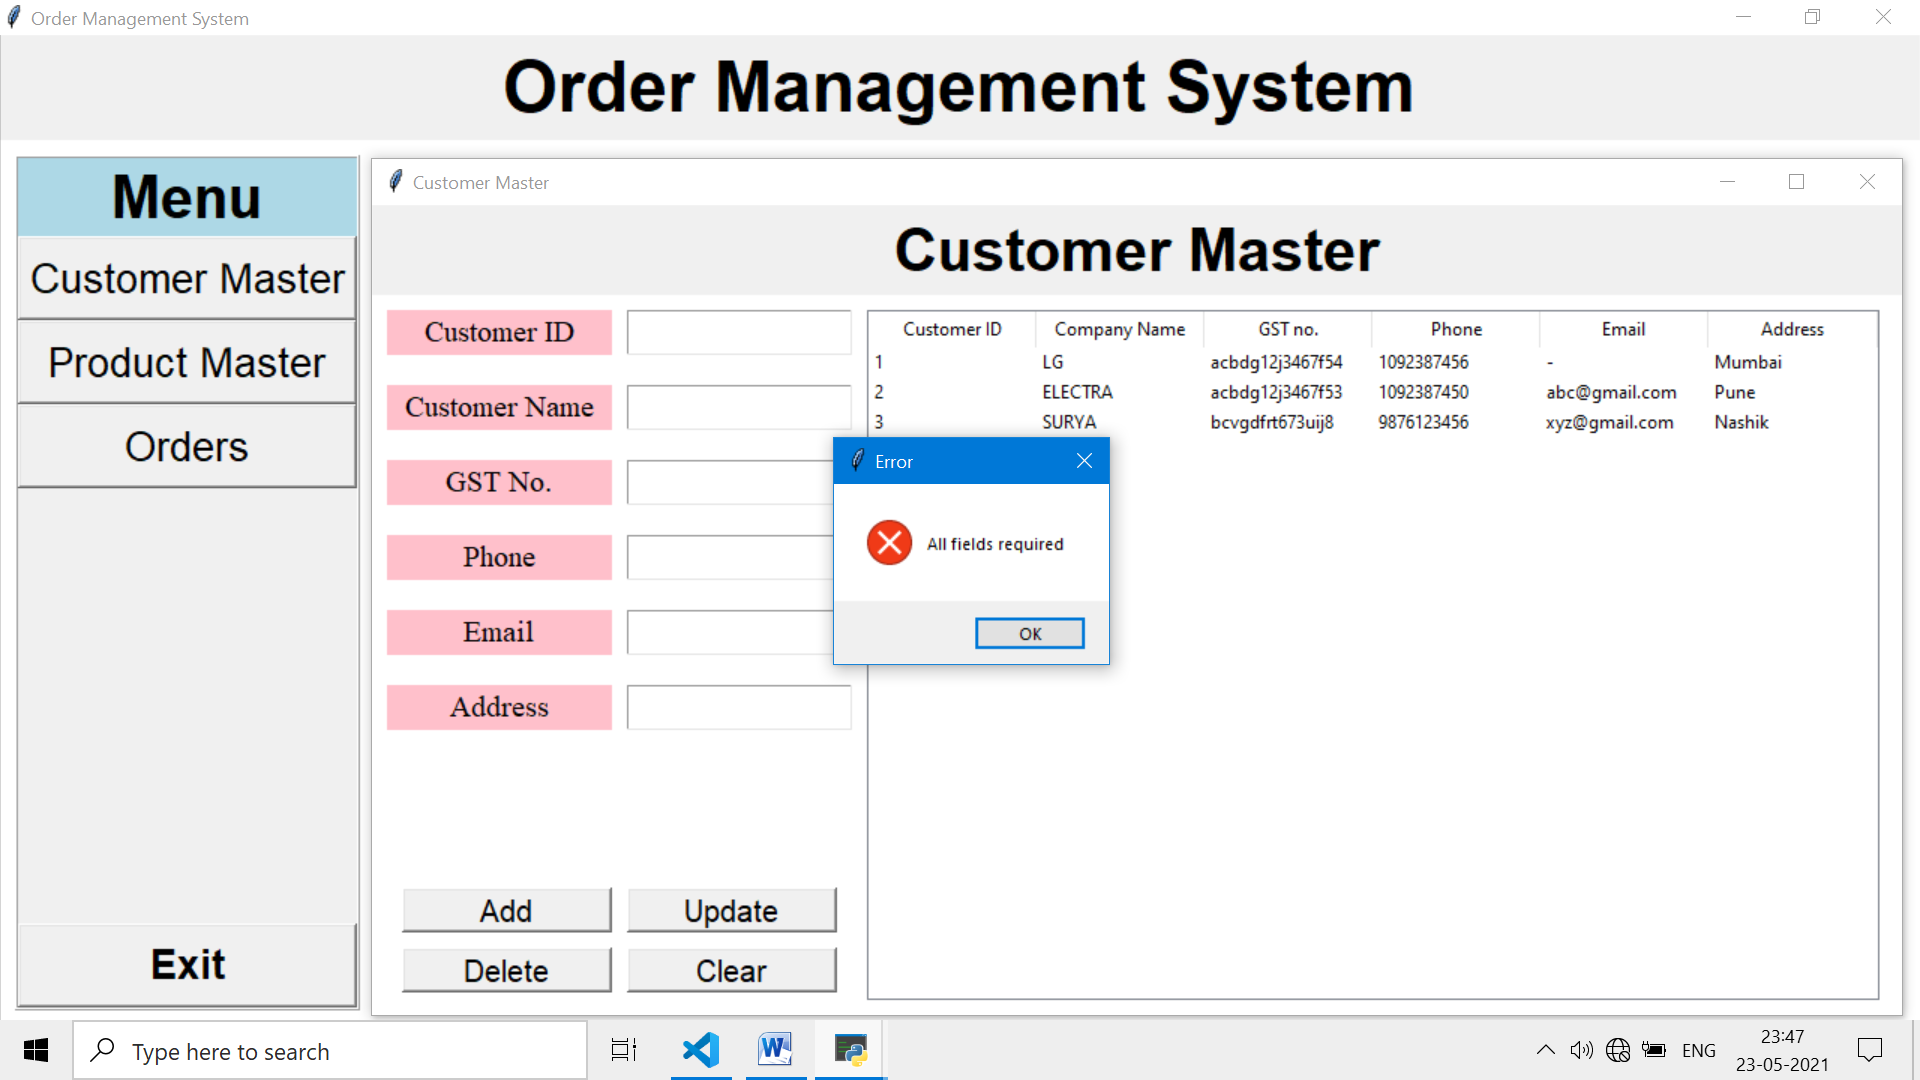 Order Management System
Order Management System
Menu
Customer Master
Product Master
Orders
Exit
Customer Master
Customer Master
Customer ID
Customer Name
GST No.
Phone
Email
Address
Add Update
Delete Clear
Customer ID Company Name GST no. Phone Email Address
1 LG acbdg12j3467f54 1092387456 - Mumbai
2 ELECTRA acbdg12j3467f53 1092387450 abc@gmail.com Pune
3 SURYA bcvgdfrt673uij8 9876123456 xyz@gmail.com Nashik
Error
All fields required
OK
Type here to search
W
ENG
23:47
23-05-2021